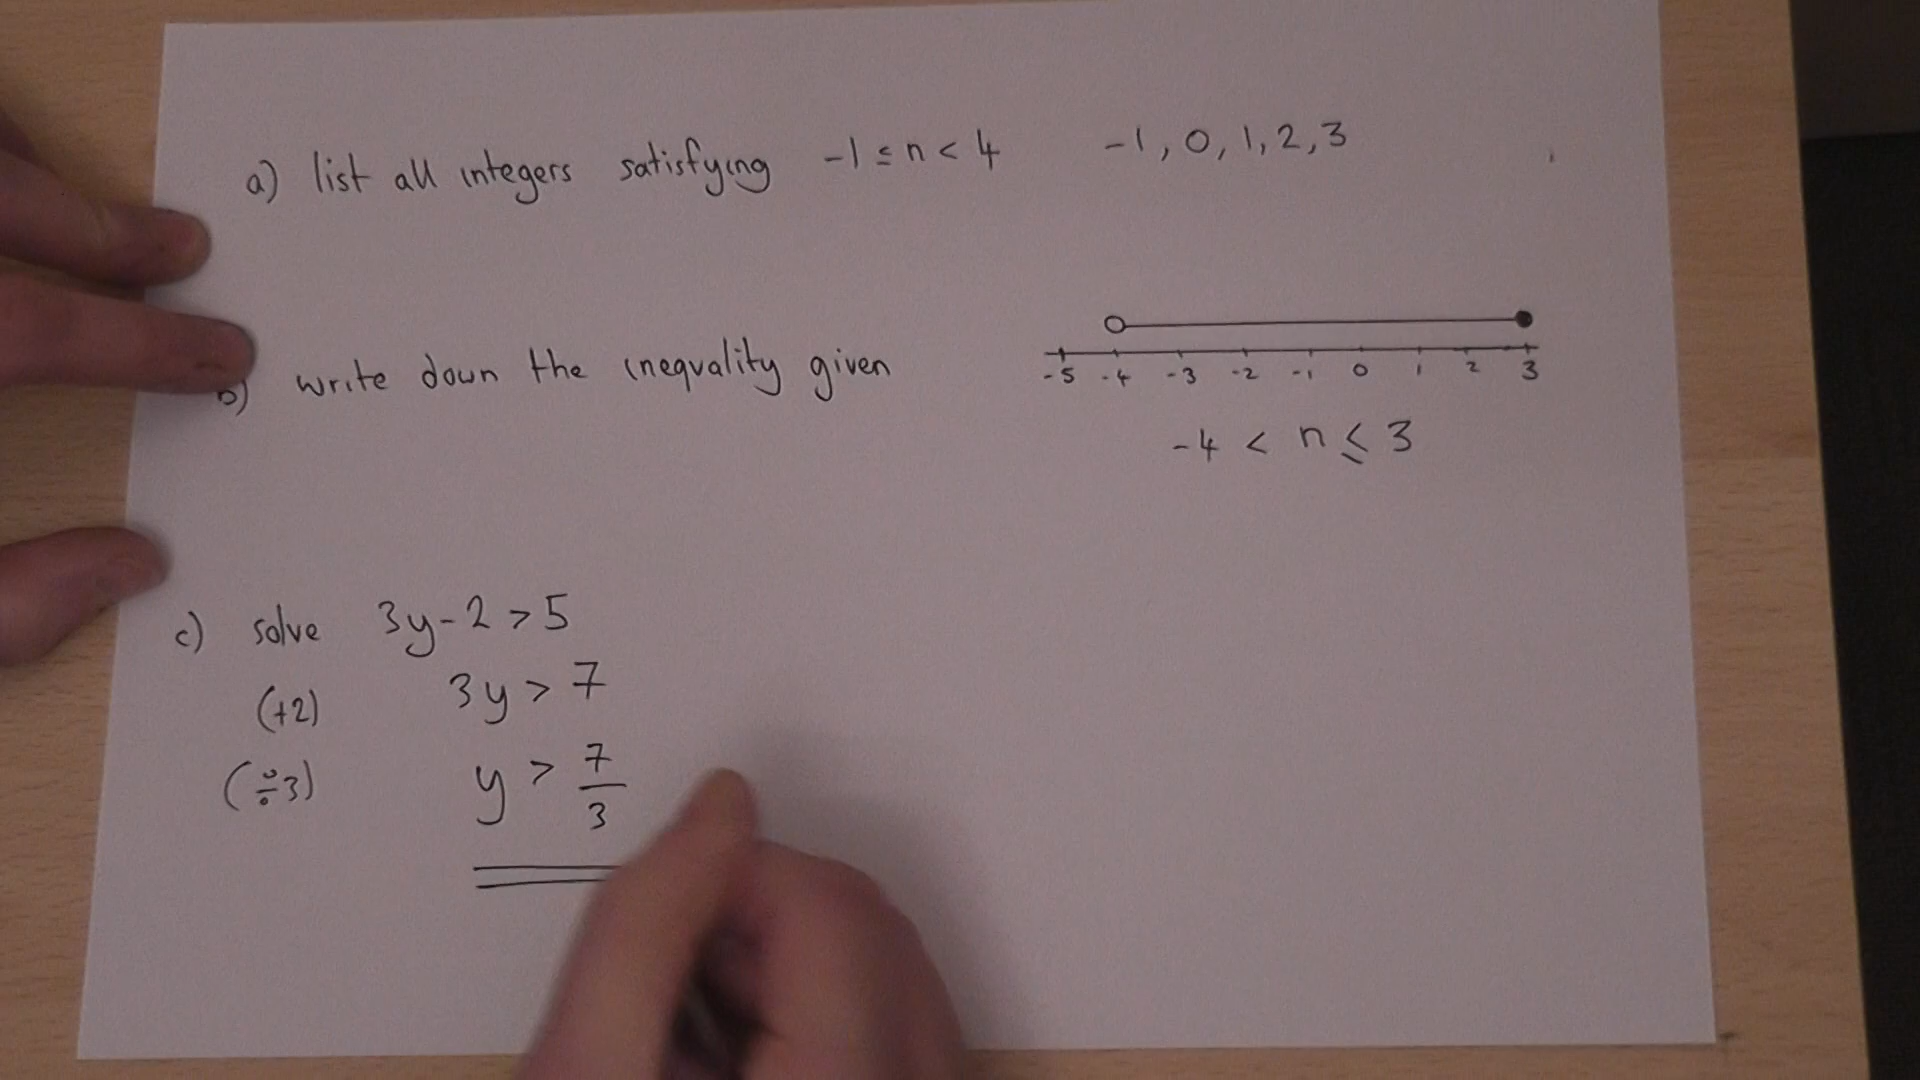 a) list all integers satisfying -1 ≤ n < 4 -1, 0, 1, 2, 3
b) write down the inequality given
-5 -4 -3 -2 -1 0 1 2 3
-4 < n ≤ 3
c) solve 3y-2 > 5
(+2) 3y > 7
(÷3) y > 7/3